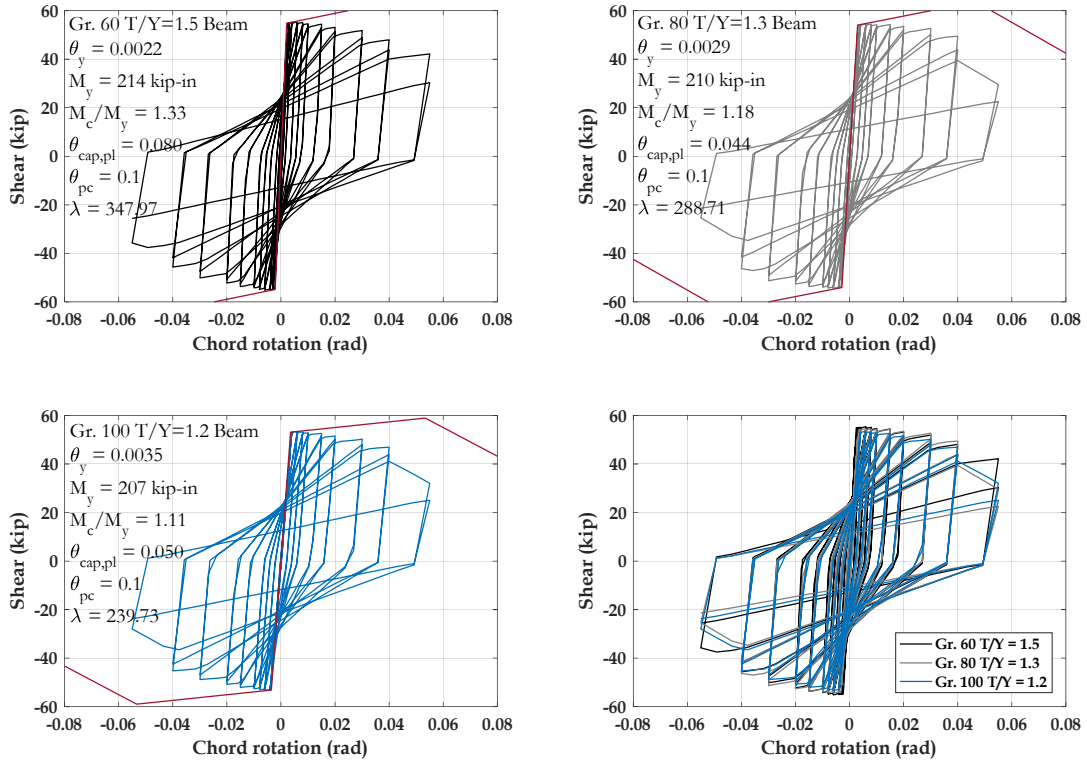 Gr. 60 T/Y=1.5 Beam
θy = 0.0022
My = 214 kip-in
Mc/My = 1.33
θcap,pl = 0.080
θpc = 0.1
λ = 347.97
60
40
20
0
-20
-40
-60
Shear (kip)
-0.08 -0.06 -0.04 -0.02 0 0.02 0.04 0.06 0.08
Chord rotation (rad)
Gr. 80 T/Y=1.3 Beam
θy = 0.0029
My = 210 kip-in
Mc/My = 1.18
θcap,pl = 0.044
θpc = 0.1
λ = 288.71
60
40
20
0
-20
-40
-60
Shear (kip)
-0.08 -0.06 -0.04 -0.02 0 0.02 0.04 0.06 0.08
Chord rotation (rad)
Gr. 100 T/Y=1.2 Beam
θy = 0.0035
My = 207 kip-in
Mc/My = 1.11
θcap,pl = 0.050
θpc = 0.1
λ = 239.73
60
40
20
0
-20
-40
-60
Shear (kip)
-0.08 -0.06 -0.04 -0.02 0 0.02 0.04 0.06 0.08
Chord rotation (rad)
60
40
20
0
-20
-40
-60
Shear (kip)
Gr. 60 T/Y = 1.5
Gr. 80 T/Y = 1.3
Gr. 100 T/Y = 1.2
-0.08 -0.06 -0.04 -0.02 0 0.02 0.04 0.06 0.08
Chord rotation (rad)